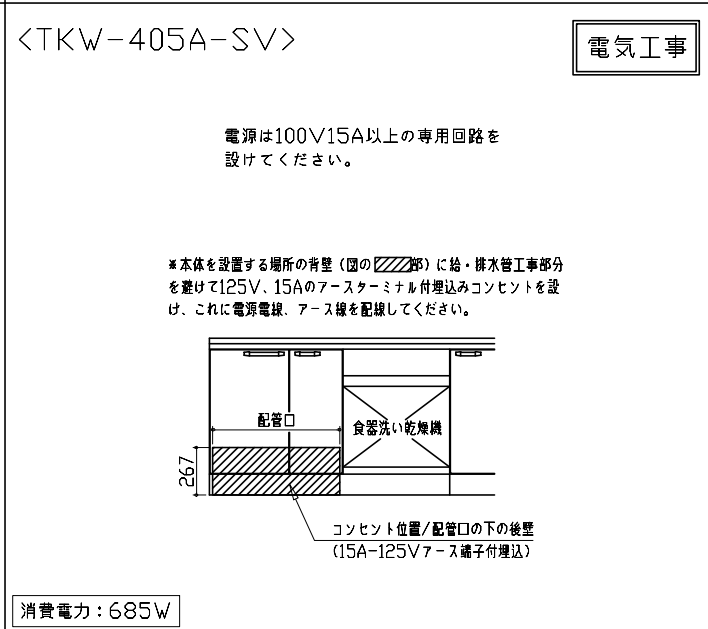 <TKW-405A-SV>
電気工事
電源は100V15A以上の専用回路を
設けてください。
※本体を設置する場所の背壁(図の 部)に給・排水管工事部分
を避けて125V、15Aのアースターミナル付埋込みコンセントを設
け、これに電源電線、アース線を配線してください。
配管口
食器洗い乾燥機
267
コンセント位置/配管口の下の後壁
(15A-125Vアース端子付埋込)
消費電力:685W